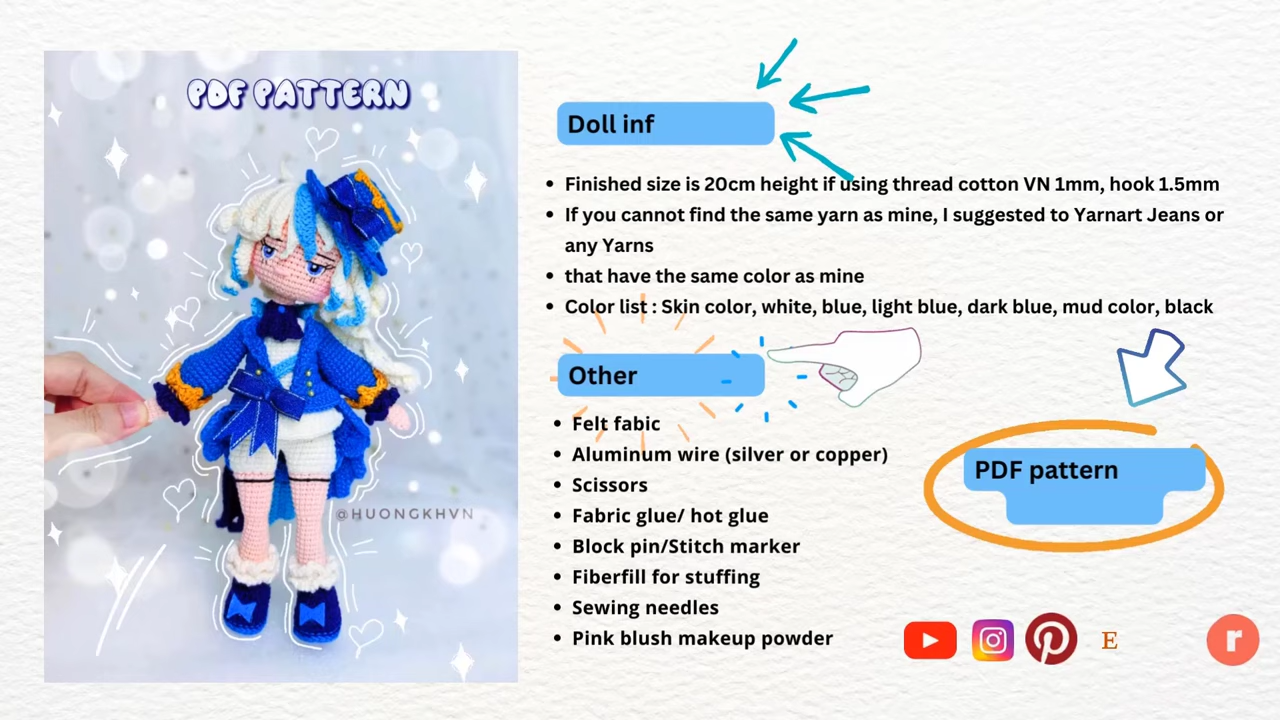 PDF PATTERN
@HUONGKHVN
Doll inf
• Finished size is 20cm height if using thread cotton VN 1mm, hook 1.5mm
• If you cannot find the same yarn as mine, I suggested to Yarnart Jeans or
any Yarns
• that have the same color as mine
• Color list : Skin color, white, blue, light blue, dark blue, mud color, black
Other
• Felt fabic
• Aluminum wire (silver or copper)
• Scissors
• Fabric glue/ hot glue
• Block pin/Stitch marker
• Fiberfill for stuffing
• Sewing needles
• Pink blush makeup powder
PDF pattern
E
r